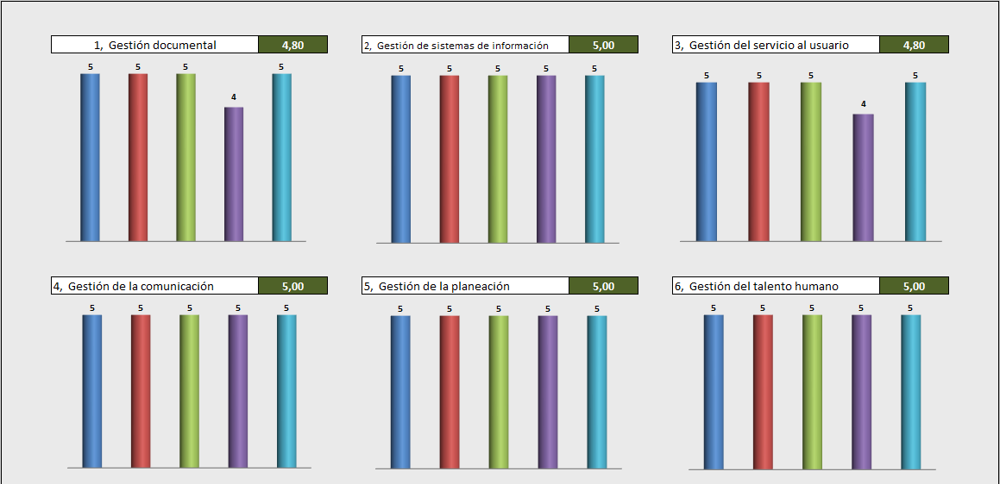 1, Gestión documental 4,80
2, Gestión de sistemas de información 5,00
3, Gestión del servicio al usuario 4,80
5 5 5 4 5
5 5 5 5 5
5 5 5 4 5
4, Gestión de la comunicación 5,00
5, Gestión de la planeación 5,00
6, Gestión del talento humano 5,00
5 5 5 5 5
5 5 5 5 5
5 5 5 5 5